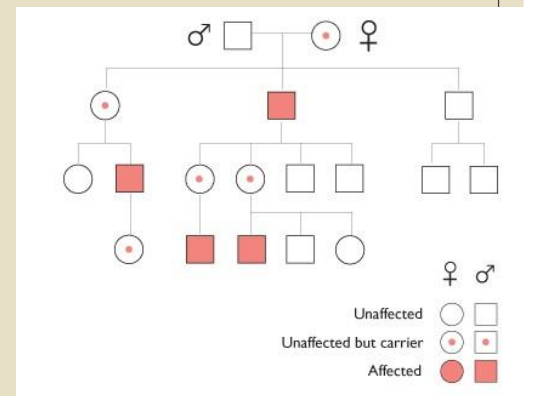 ♂ ♀
♀ ♂
Unaffected
Unaffected but carrier
Affected